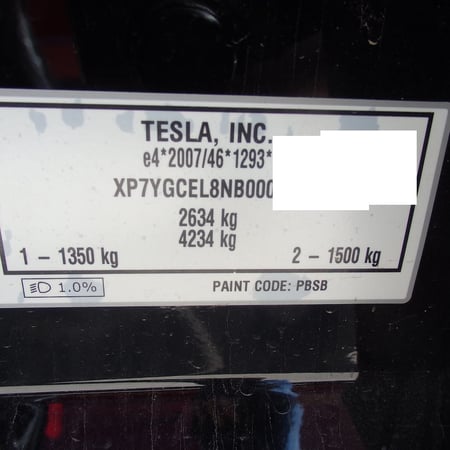 TESLA, INC.
e4*2007/46*1293*
XP7YGCEL8NB000
2634 kg
4234 kg
1 – 1350 kg 2 – 1500 kg
1.0% PAINT CODE: PBSB